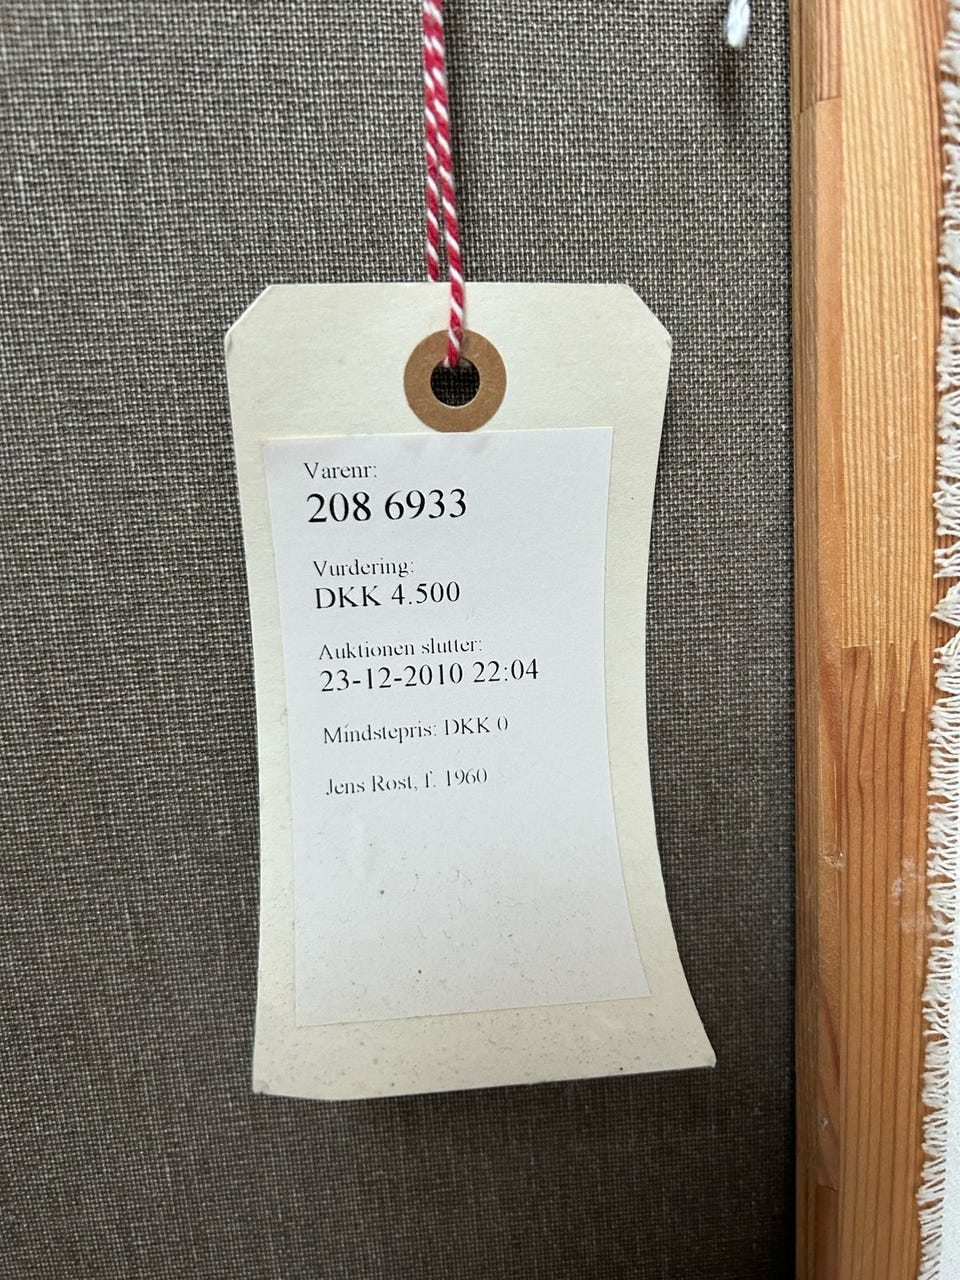 Varenr:
208 6933
Vurdering:
DKK 4.500
Auktionen slutter:
23-12-2010 22:04
Mindstepris: DKK 0
Jens Rost, f. 1960